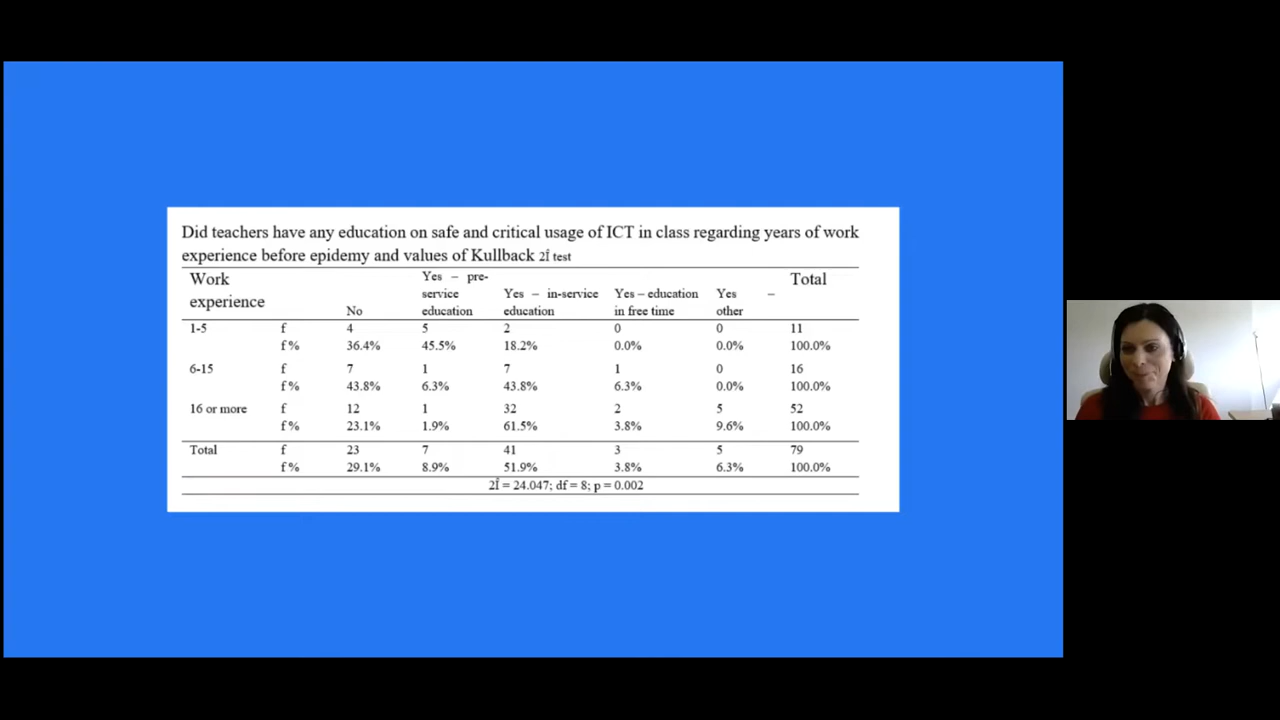 Did teachers have any education on safe and critical usage of ICT in class regarding years of work
experience before epidemy and values of Kullback 2Î test
Work experience No Yes – pre-service education Yes – in-service education Yes – education in free time Yes – other Total
1-5 f 4 5 2 0 0 11
f% 36.4% 45.5% 18.2% 0.0% 0.0% 100.0%
6-15 f 7 1 7 1 0 16
f% 43.8% 6.3% 43.8% 6.3% 0.0% 100.0%
16 or more f 12 1 32 2 5 52
f% 23.1% 1.9% 61.5% 3.8% 9.6% 100.0%
Total f 23 7 41 3 5 79
f% 29.1% 8.9% 51.9% 3.8% 6.3% 100.0%
2Î = 24.047; df = 8; p = 0.002